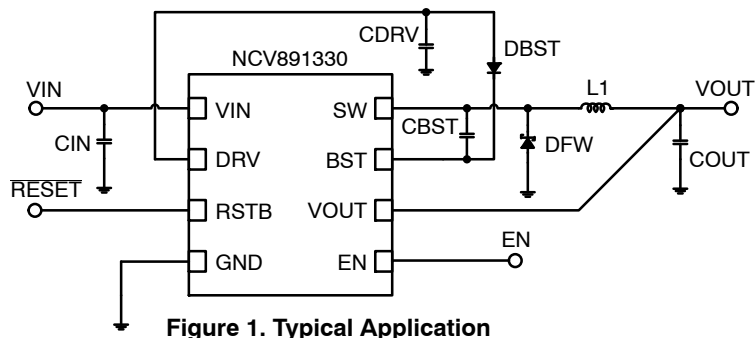 CDRV
DBST
NCV891330
VIN
L1
VOUT
VIN
SW
CIN
CBST
DFW
COUT
DRV
BST
RESET
RSTB
VOUT
EN
GND
EN
Figure 1. Typical Application